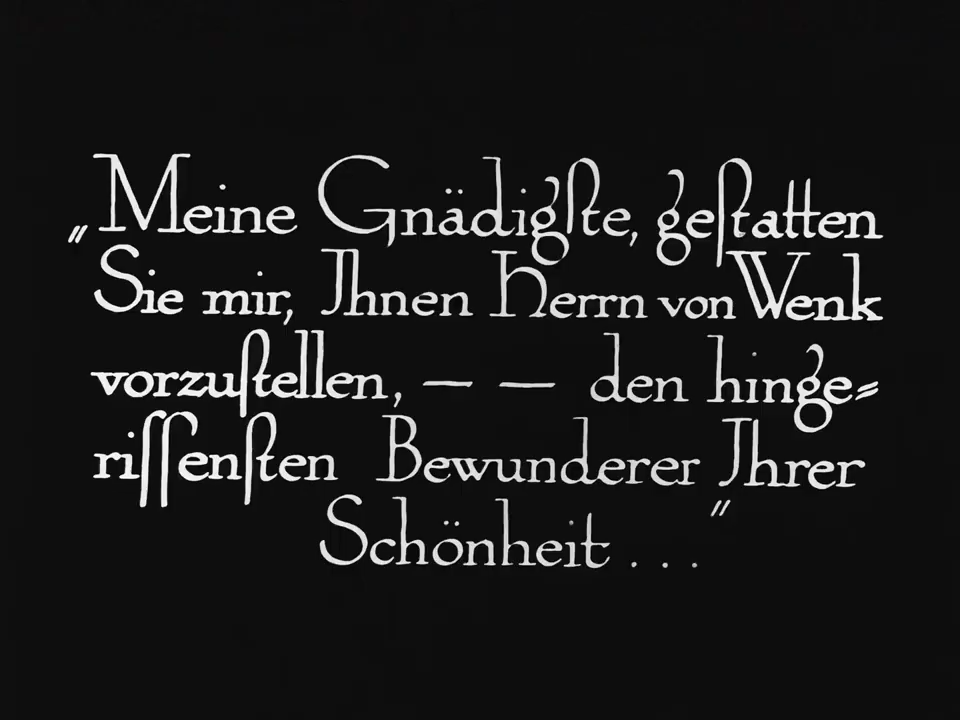 „Meine Gnädigſte, geſtatten
Sie mir, Ihnen Herrn von Wenk
vorzuſtellen, — — den hinge=
riſſenſten Bewunderer Ihrer
Schönheit . . ."